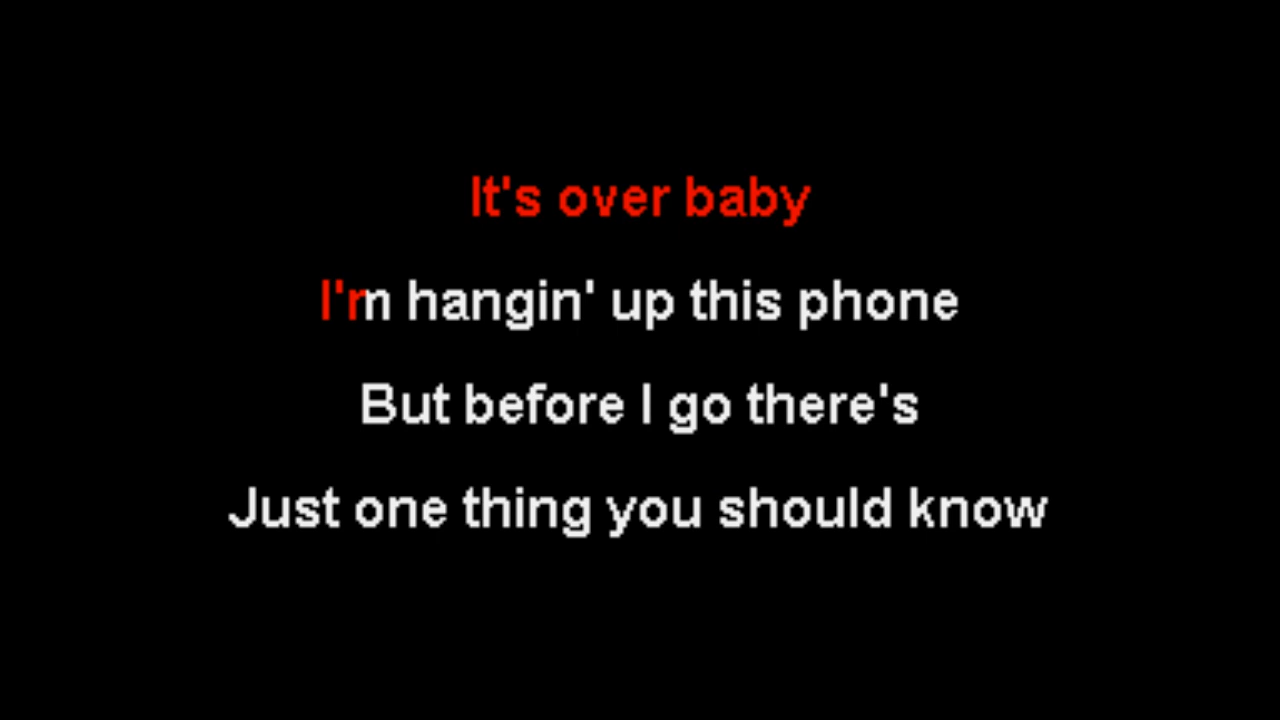 It's over baby
I'm hangin' up this phone
But before I go there's
Just one thing you should know